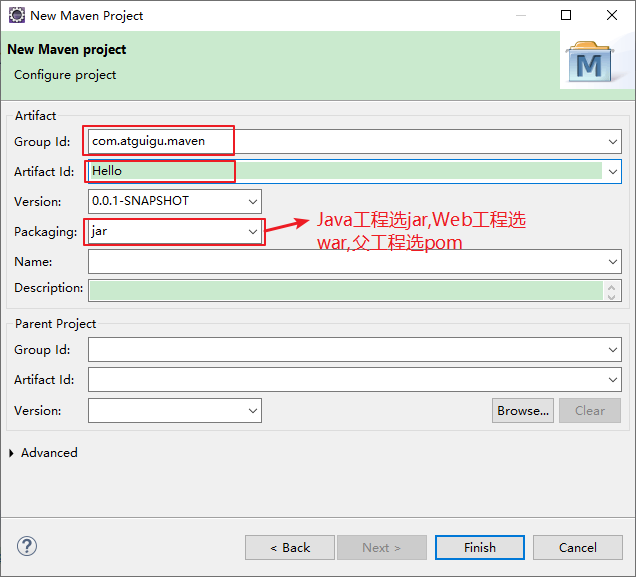 New Maven Project
New Maven project
Configure project
M
Artifact
Group Id: com.atguigu.maven
Artifact Id: Hello
Version: 0.0.1-SNAPSHOT
Packaging: jar
Java工程选jar,Web工程选
war,父工程选pom
Name:
Description:
Parent Project
Group Id:
Artifact Id:
Version: Browse... Clear
Advanced
? < Back Next > Finish Cancel